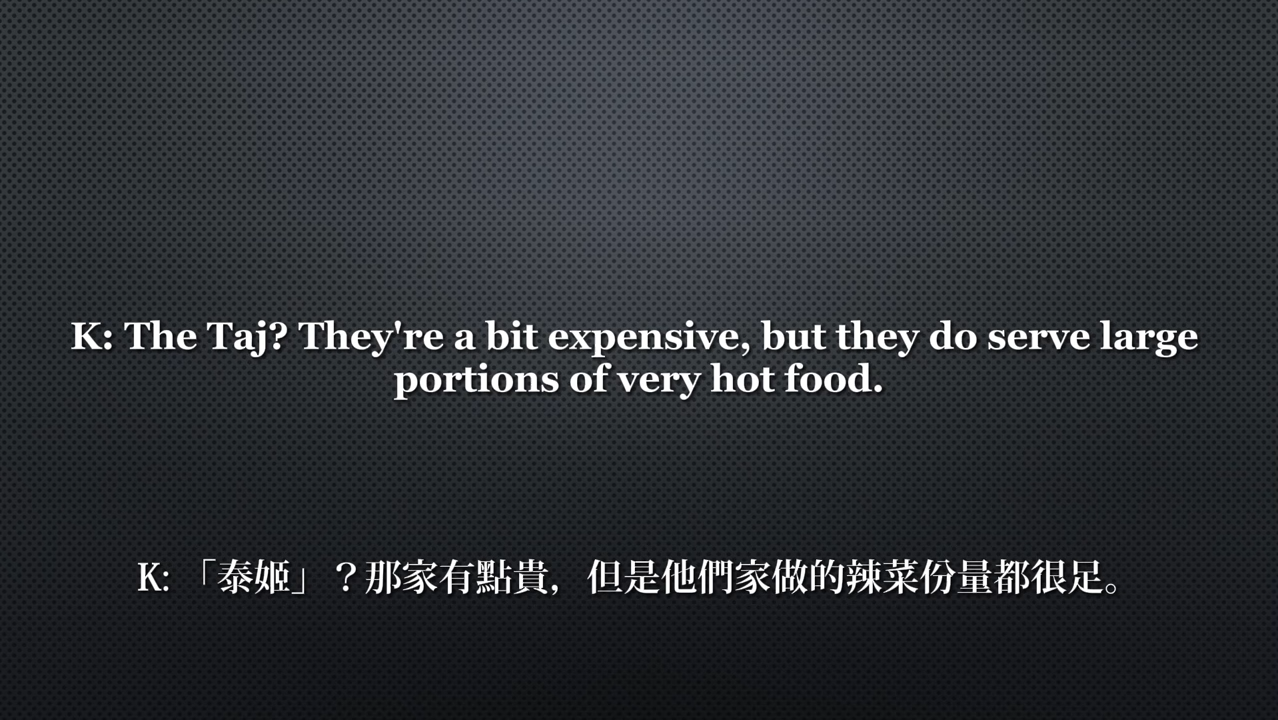 K: The Taj? They're a bit expensive, but they do serve large
portions of very hot food.
K: 「泰姬」？那家有點貴，但是他們家做的辣菜份量都很足。